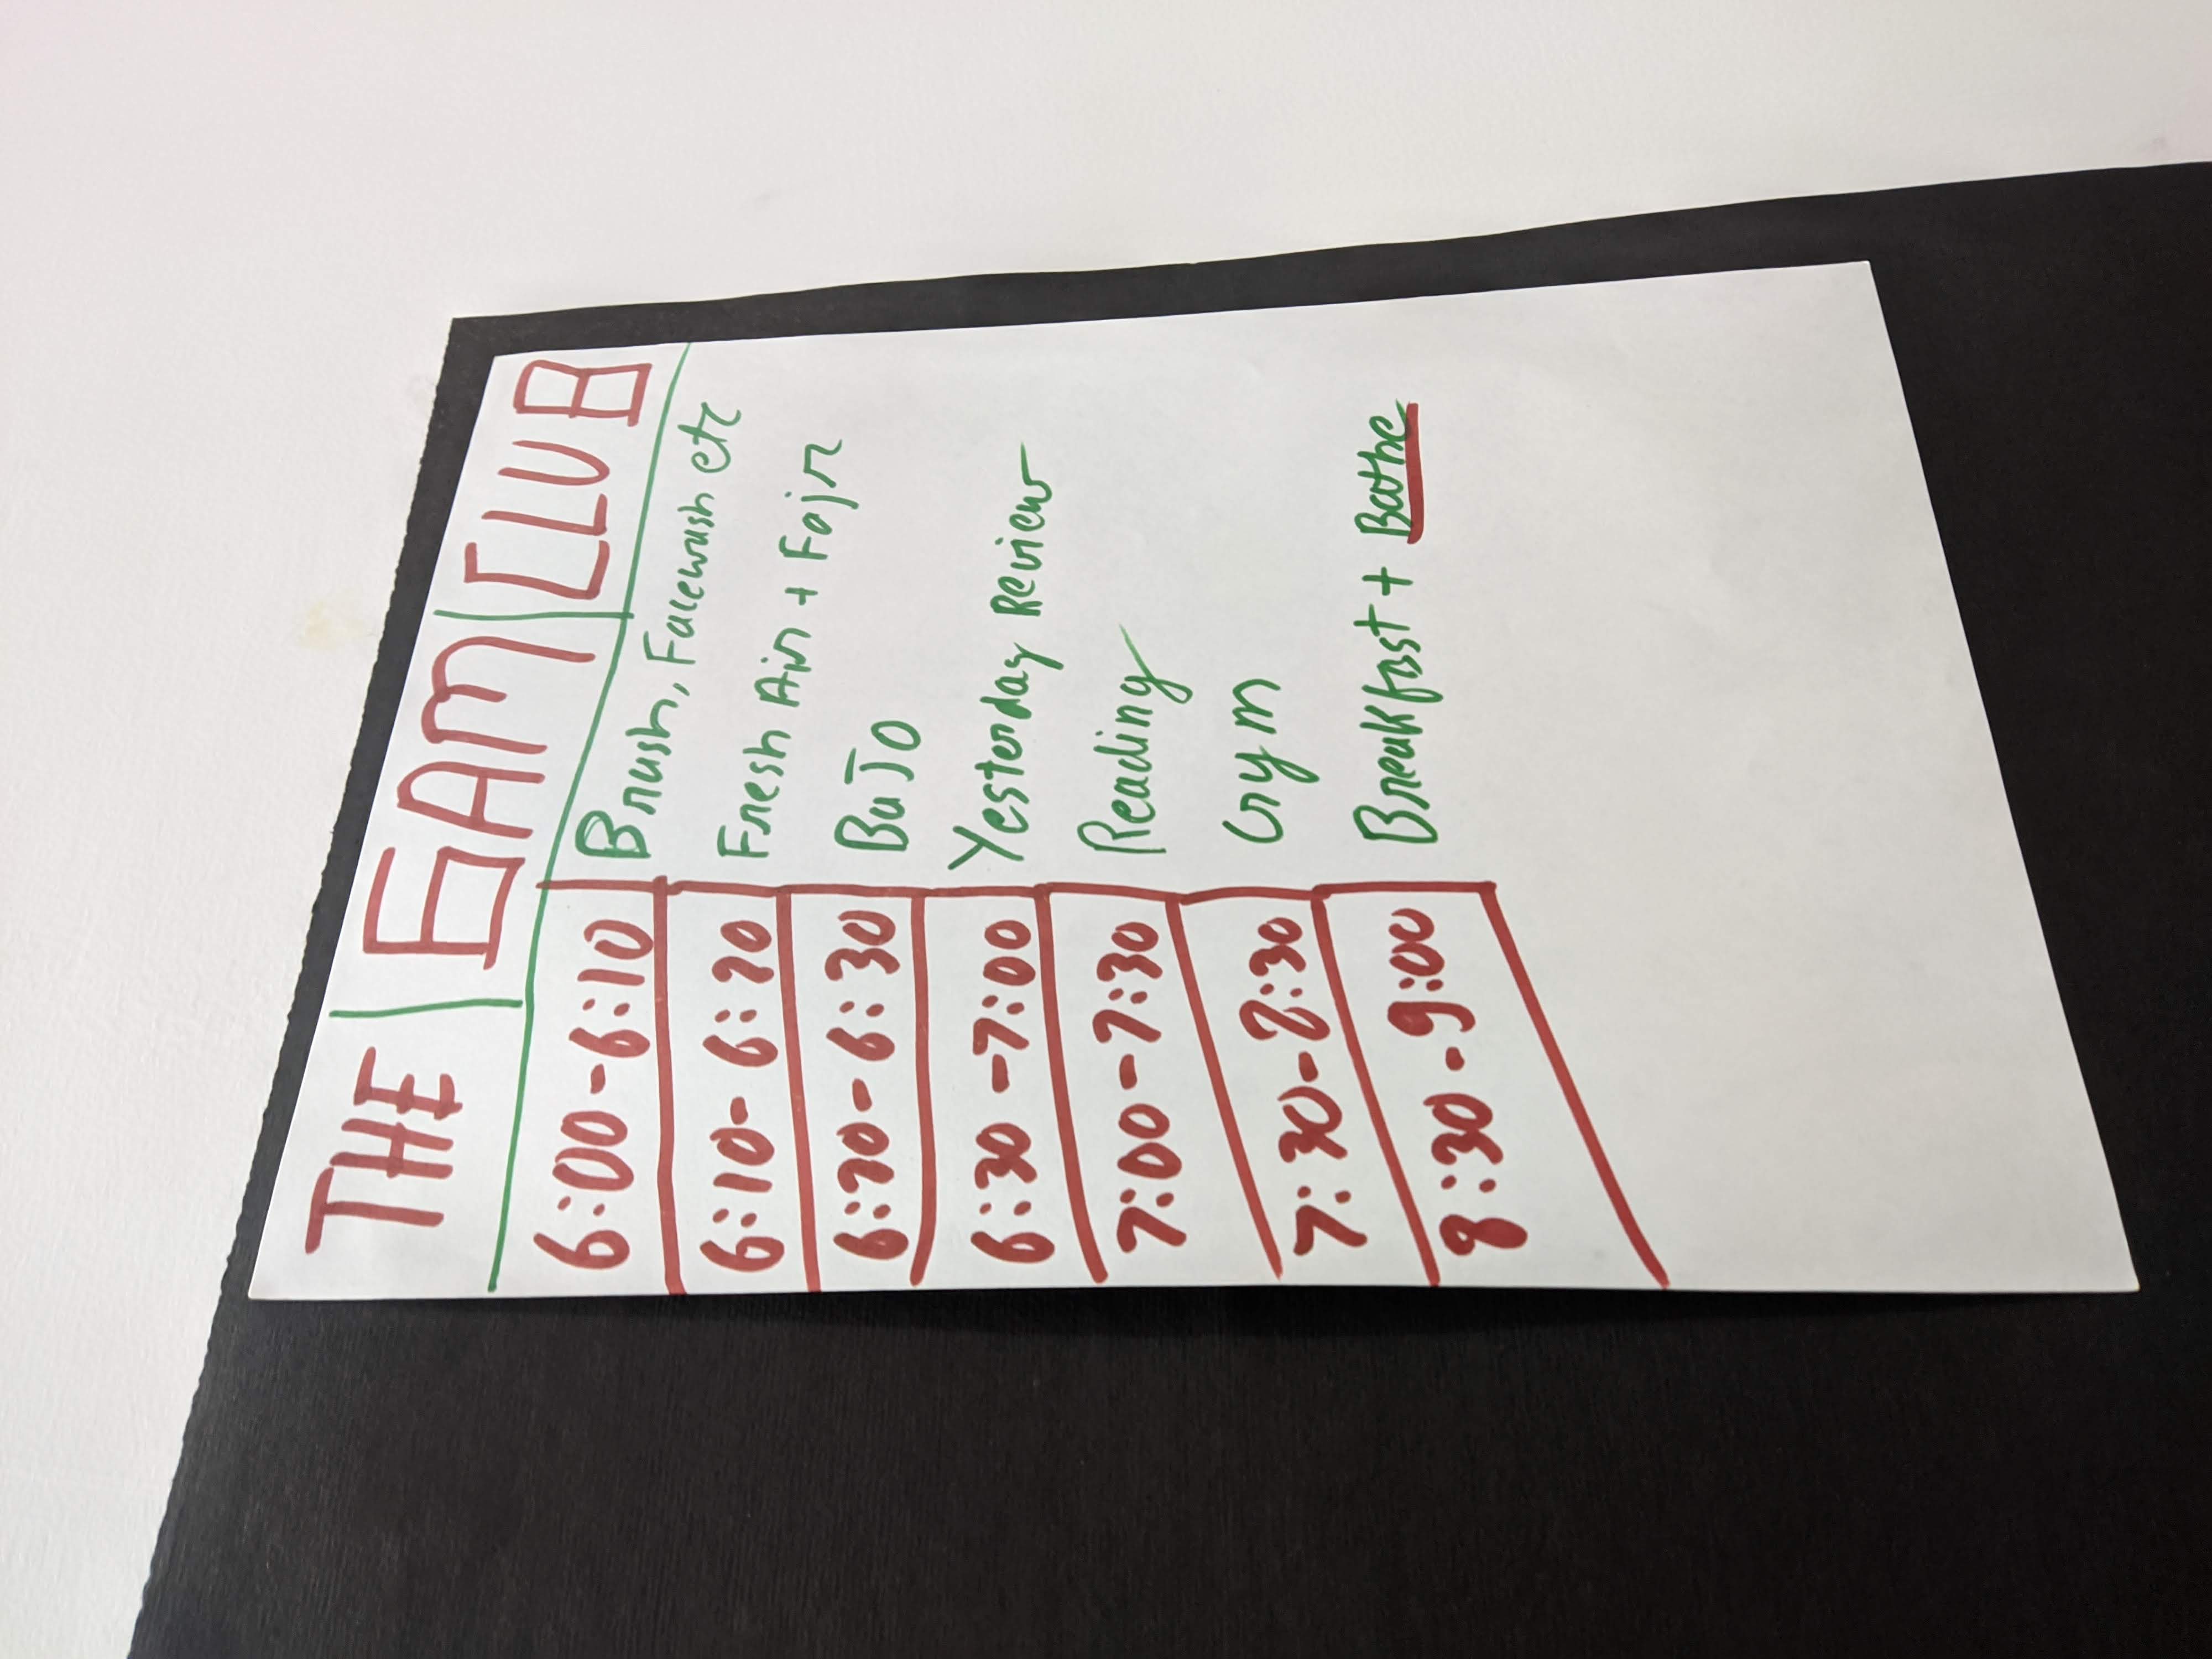 THE 6AM CLUB
6:00-6:10 Brush, Facewash etc
6:10-6:20 Fresh Air + Fajr
6:20-6:30 BuJo
6:30-7:00 Yesterday Review
7:00-7:30 Reading
7:30-8:30 Gym
8:30-9:00 Breakfast + Bathe